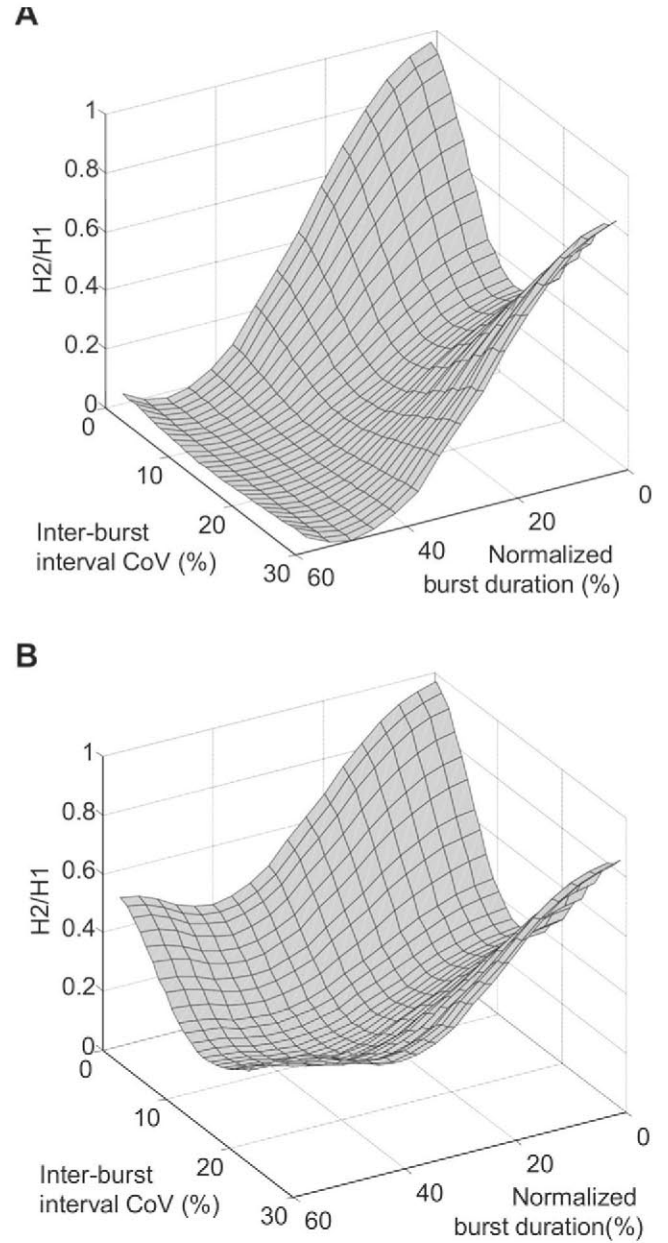 A
1
0.8
0.6
0.4
0.2
0
0
10
20
30
60
40
20
0
H2/H1
Inter-burst
interval CoV (%)
Normalized
burst duration (%)
B
1
0.8
0.6
0.4
0.2
0
0
10
20
30
60
40
20
0
H2/H1
Inter-burst
interval CoV (%)
Normalized
burst duration(%)